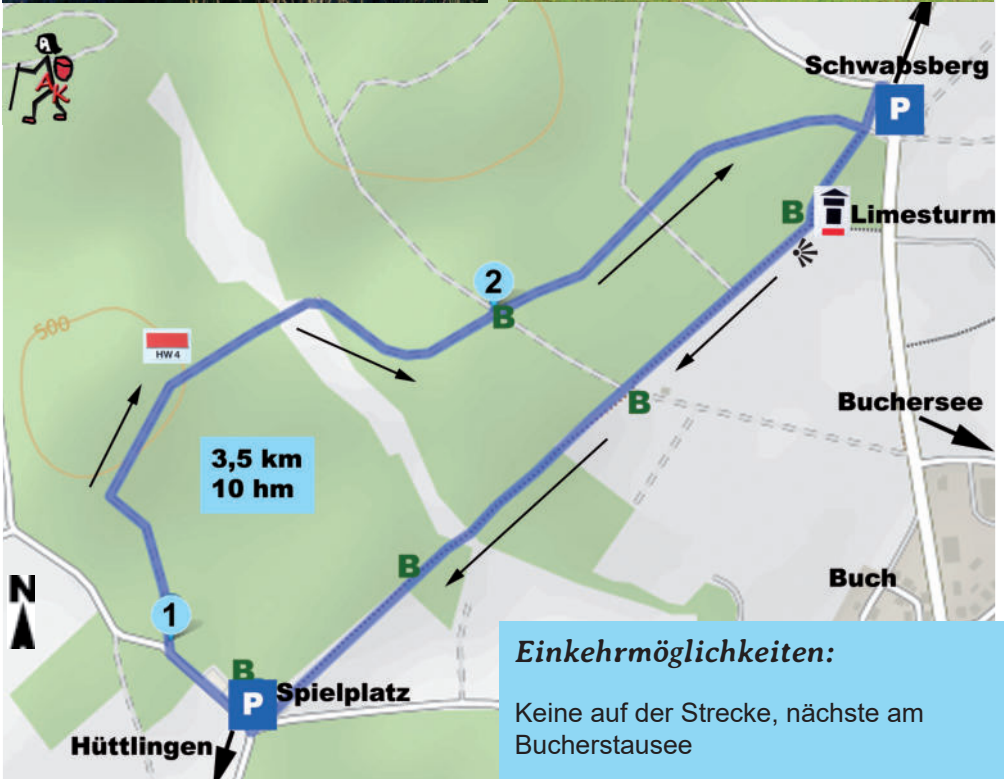 A
AK
Schwabsberg
P
B
Limesturm
2
B
500
HW 4
B
Buchersee
3,5 km
10 hm
B
Buch
N
1
B
P
Spielplatz
Hüttlingen
Einkehrmöglichkeiten:
Keine auf der Strecke, nächste am
Bucherstausee